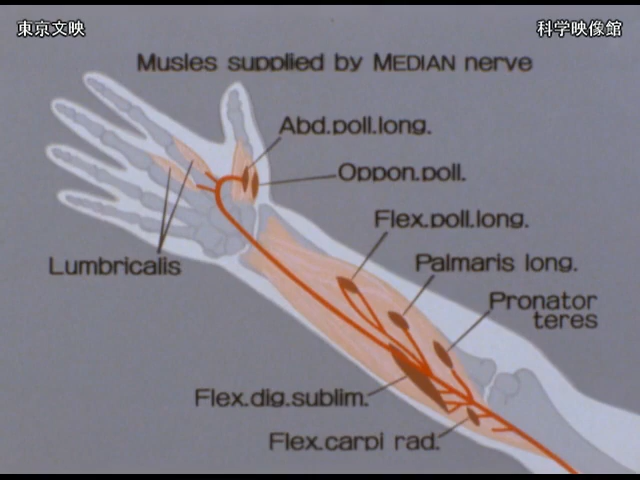 東京文映
科学映像館
Musles supplied by MEDIAN nerve
Abd.poll.long.
Oppon.poll.
Flex.poll.long.
Lumbricalis
Palmaris long.
Pronator
teres
Flex.dig.sublim.
Flex.carpi rad.